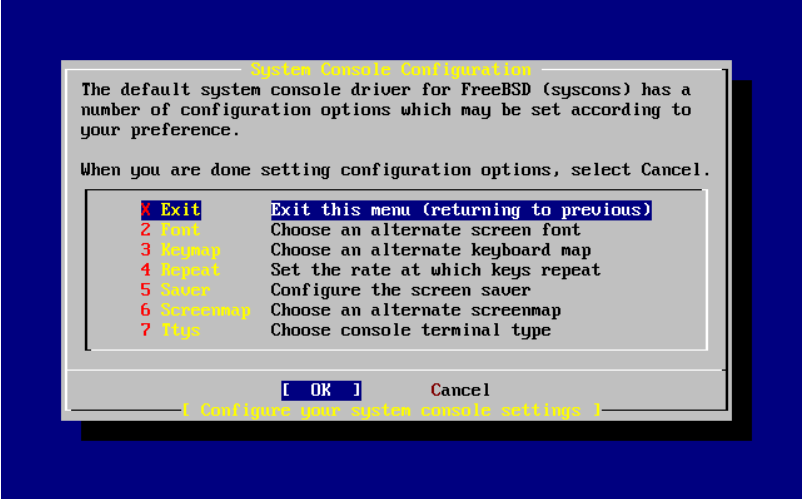 System Console Configuration
The default system console driver for FreeBSD (syscons) has a
number of configuration options which may be set according to
your preference.
When you are done setting configuration options, select Cancel.
X Exit Exit this menu (returning to previous)
2 Font Choose an alternate screen font
3 Keymap Choose an alternate keyboard map
4 Repeat Set the rate at which keys repeat
5 Saver Configure the screen saver
6 Screenmap Choose an alternate screenmap
7 Ttys Choose console terminal type
[ OK ] Cancel
[ Configure your system console settings ]